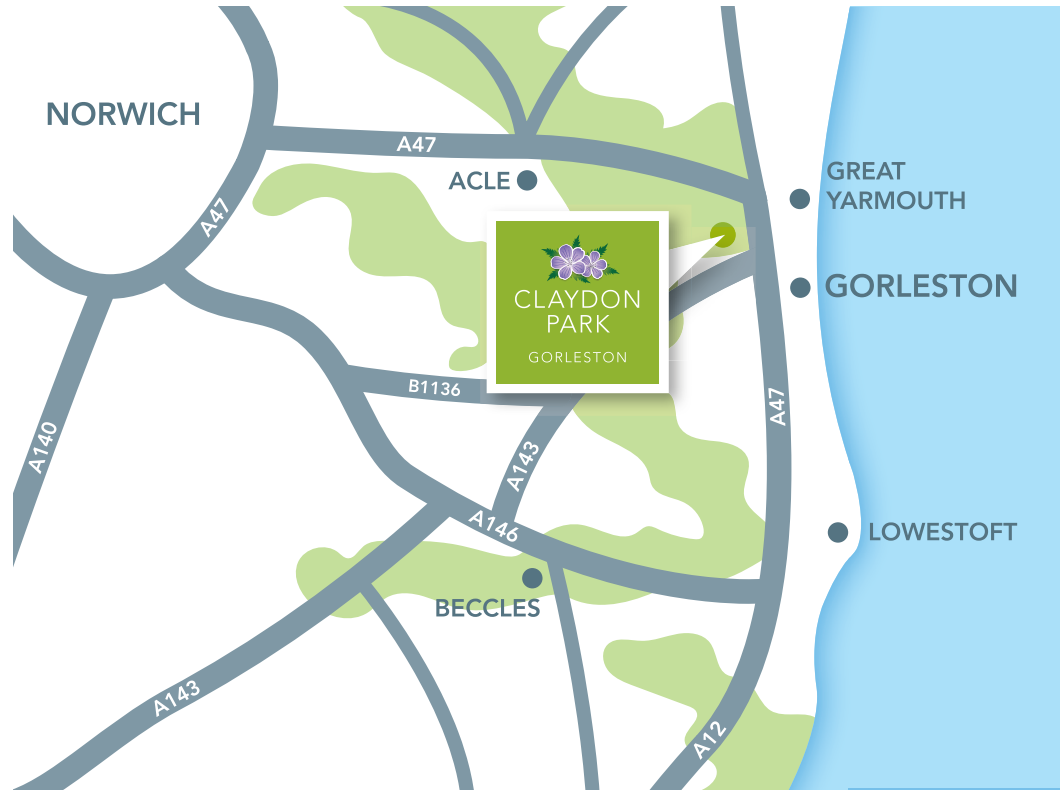 NORWICH
A47
ACLE
GREAT
YARMOUTH
A47
CLAYDON
PARK
GORLESTON
GORLESTON
B1136
A47
A140
A143
A146
LOWESTOFT
BECCLES
A143
A12